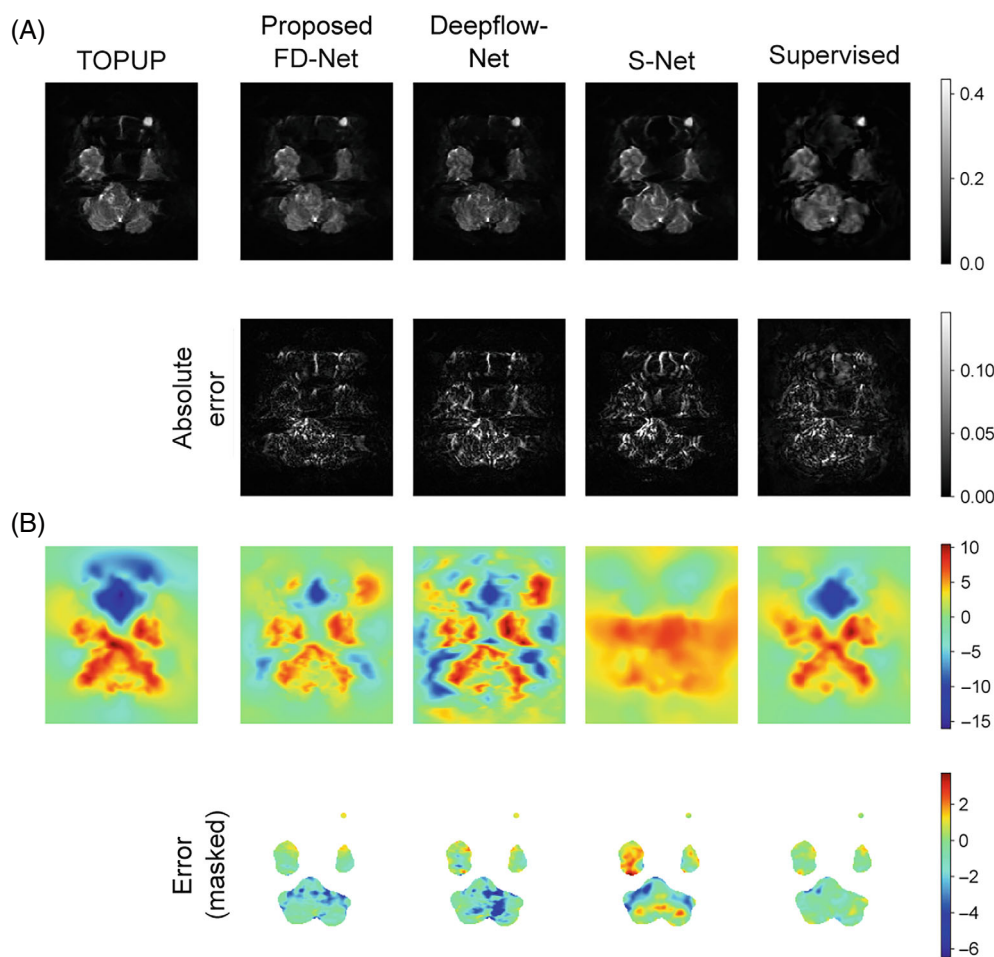 (A)
TOPUP
Proposed
FD-Net
Deepflow-
Net
S-Net
Supervised
0.4
0.2
0.0
Absolute
error
0.10
0.05
0.00
(B)
10
5
0
−5
−10
−15
Error
(masked)
2
0
−2
−4
−6